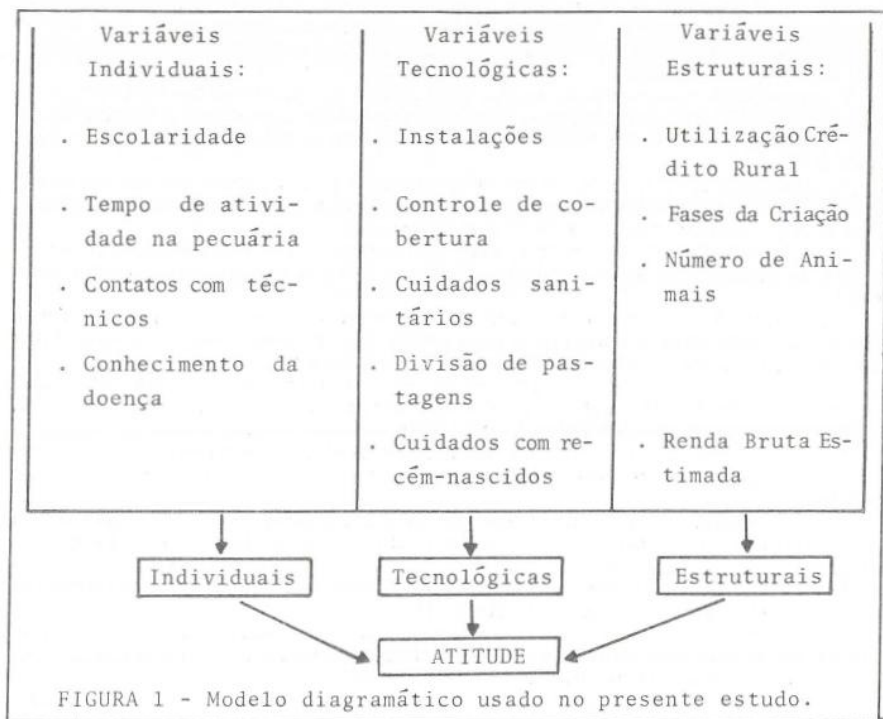 Variáveis
Individuais:
. Escolaridade
. Tempo de ativi-
dade na pecuária
. Contatos com téc-
nicos
. Conhecimento da
doença
Variáveis
Tecnológicas:
. Instalações
. Controle de co-
bertura
. Cuidados sani-
tários
. Divisão de pas-
tagens
. Cuidados com re-
cém-nascidos
Variáveis
Estruturais:
. Utilização Cré-
dito Rural
. Fases da Criação
. Número de Ani-
mais
. Renda Bruta Es-
timada
Individuais
Tecnológicas
Estruturais
ATITUDE
FIGURA 1 - Modelo diagramático usado no presente estudo.